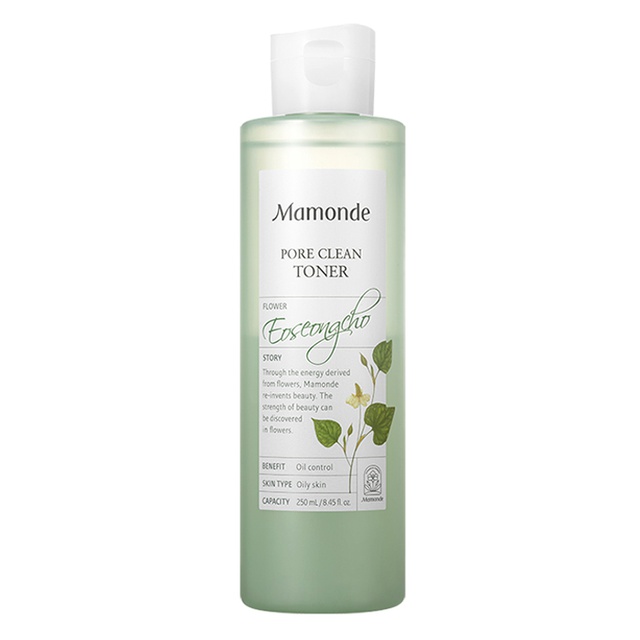 Mamonde
PORE CLEAN
TONER
FLOWER
Eoseongcho
STORY
Through the energy derived
from flowers, Mamonde
re-invents beauty. The
strength of beauty can
be discovered
in flowers.
BENEFIT Oil control
SKIN TYPE Oily skin
CAPACITY 250 mL / 8.45 fl. oz.
Mamonde